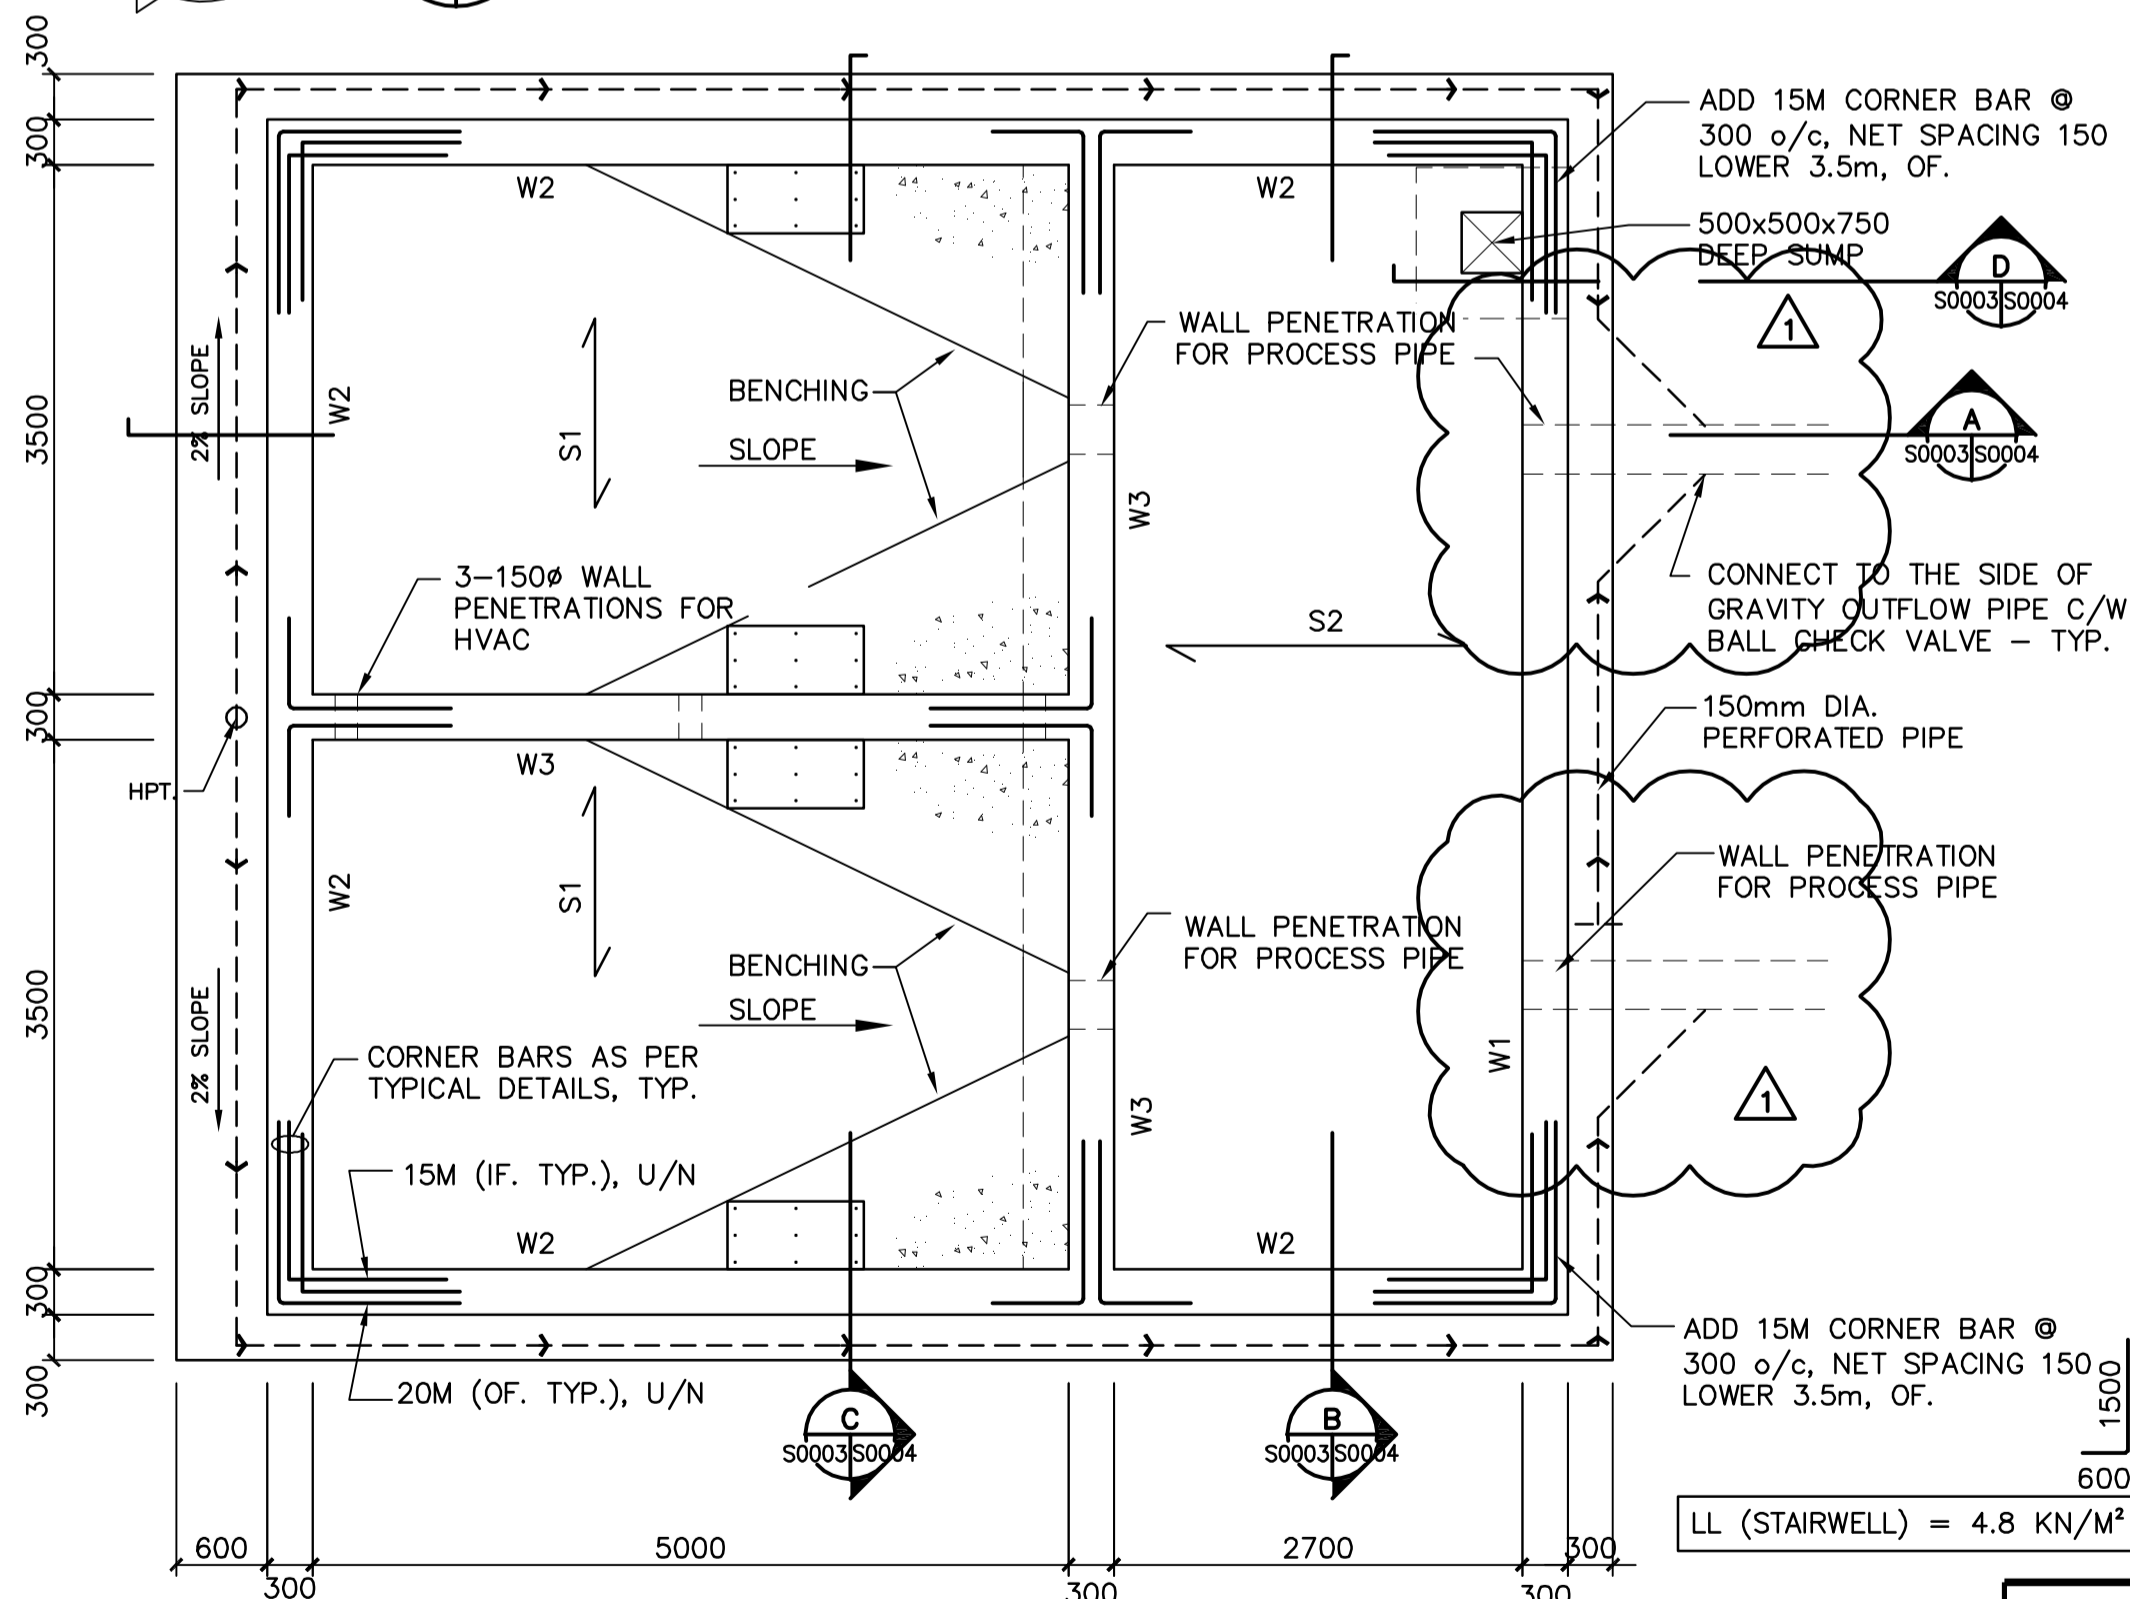 300
300
3500
300
3500
300
300
ADD 15M CORNER BAR @
300 o/c, NET SPACING 150
LOWER 3.5m, OF.
500x500x750
DEEP SUMP
D
S0003 S0004
1
A
S0003 S0004
W2
W2
WALL PENETRATION
FOR PROCESS PIPE
2% SLOPE
W2
BENCHING
S1
SLOPE
W3
3-150ø WALL
PENETRATIONS FOR
HVAC
CONNECT TO THE SIDE OF
GRAVITY OUTFLOW PIPE C/W
BALL CHECK VALVE - TYP.
S2
150mm DIA.
PERFORATED PIPE
HPT.
W3
W2
S1
WALL PENETRATION
FOR PROCESS PIPE
WALL PENETRATION
FOR PROCESS PIPE
BENCHING
SLOPE
2% SLOPE
CORNER BARS AS PER
TYPICAL DETAILS, TYP.
W1
W3
1
15M (IF. TYP.), U/N
W2
W2
20M (OF. TYP.), U/N
ADD 15M CORNER BAR @
300 o/c, NET SPACING 150
LOWER 3.5m, OF.
1500
600
C
S0003 S0004
B
S0003 S0004
LL (STAIRWELL) = 4.8 KN/M²
600
300
5000
300
2700
300
300